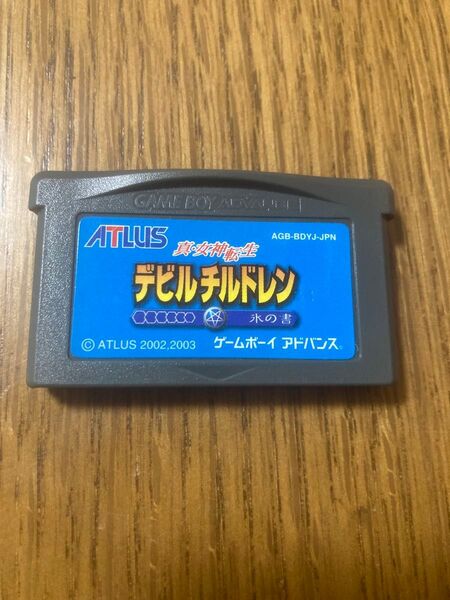 GAME BOY ADVANCE
ATLUS
AGB-BDYJ-JPN
真・女神転生
デビルチルドレン
氷の書
© ATLUS 2002,2003
ゲームボーイ アドバンス